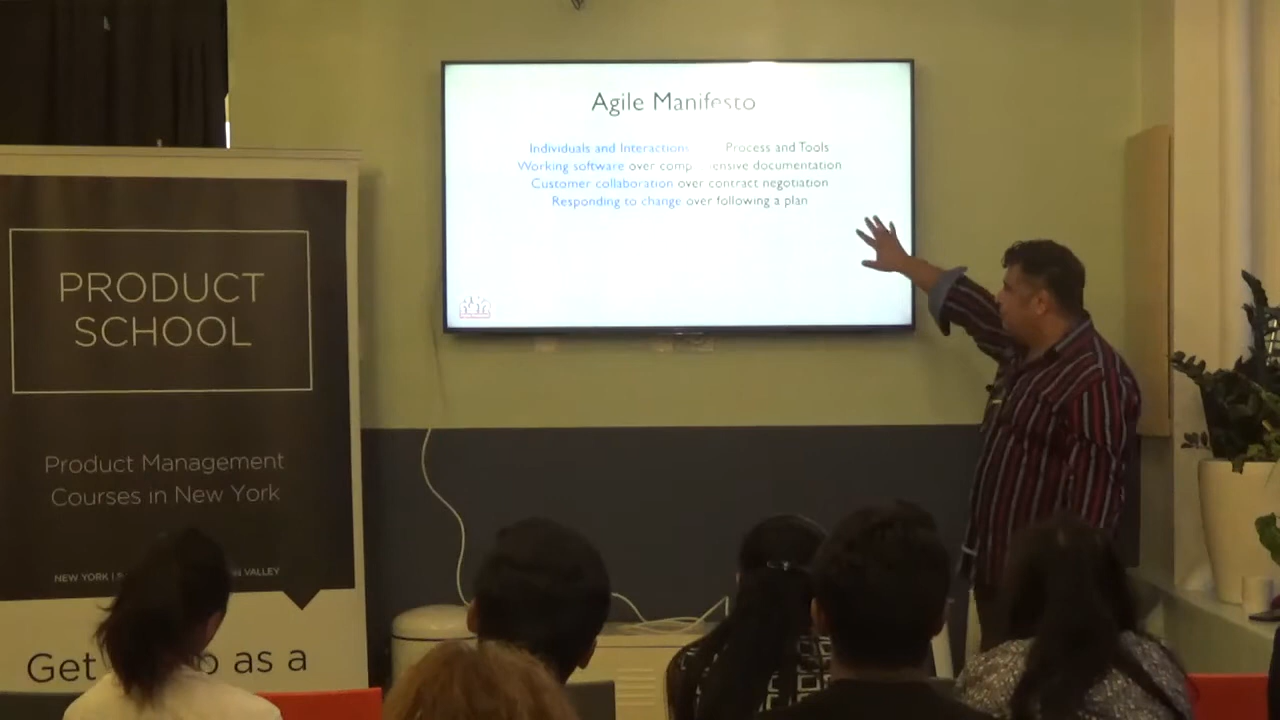 Agile Manifesto
Individuals and Interactions Process and Tools
Working software over documentation
Customer collaboration over contract negotiation
Responding to change over following a plan
PRODUCT
SCHOOL
Product Management
Courses in New York
NEW YORK | VALLEY
Get as a